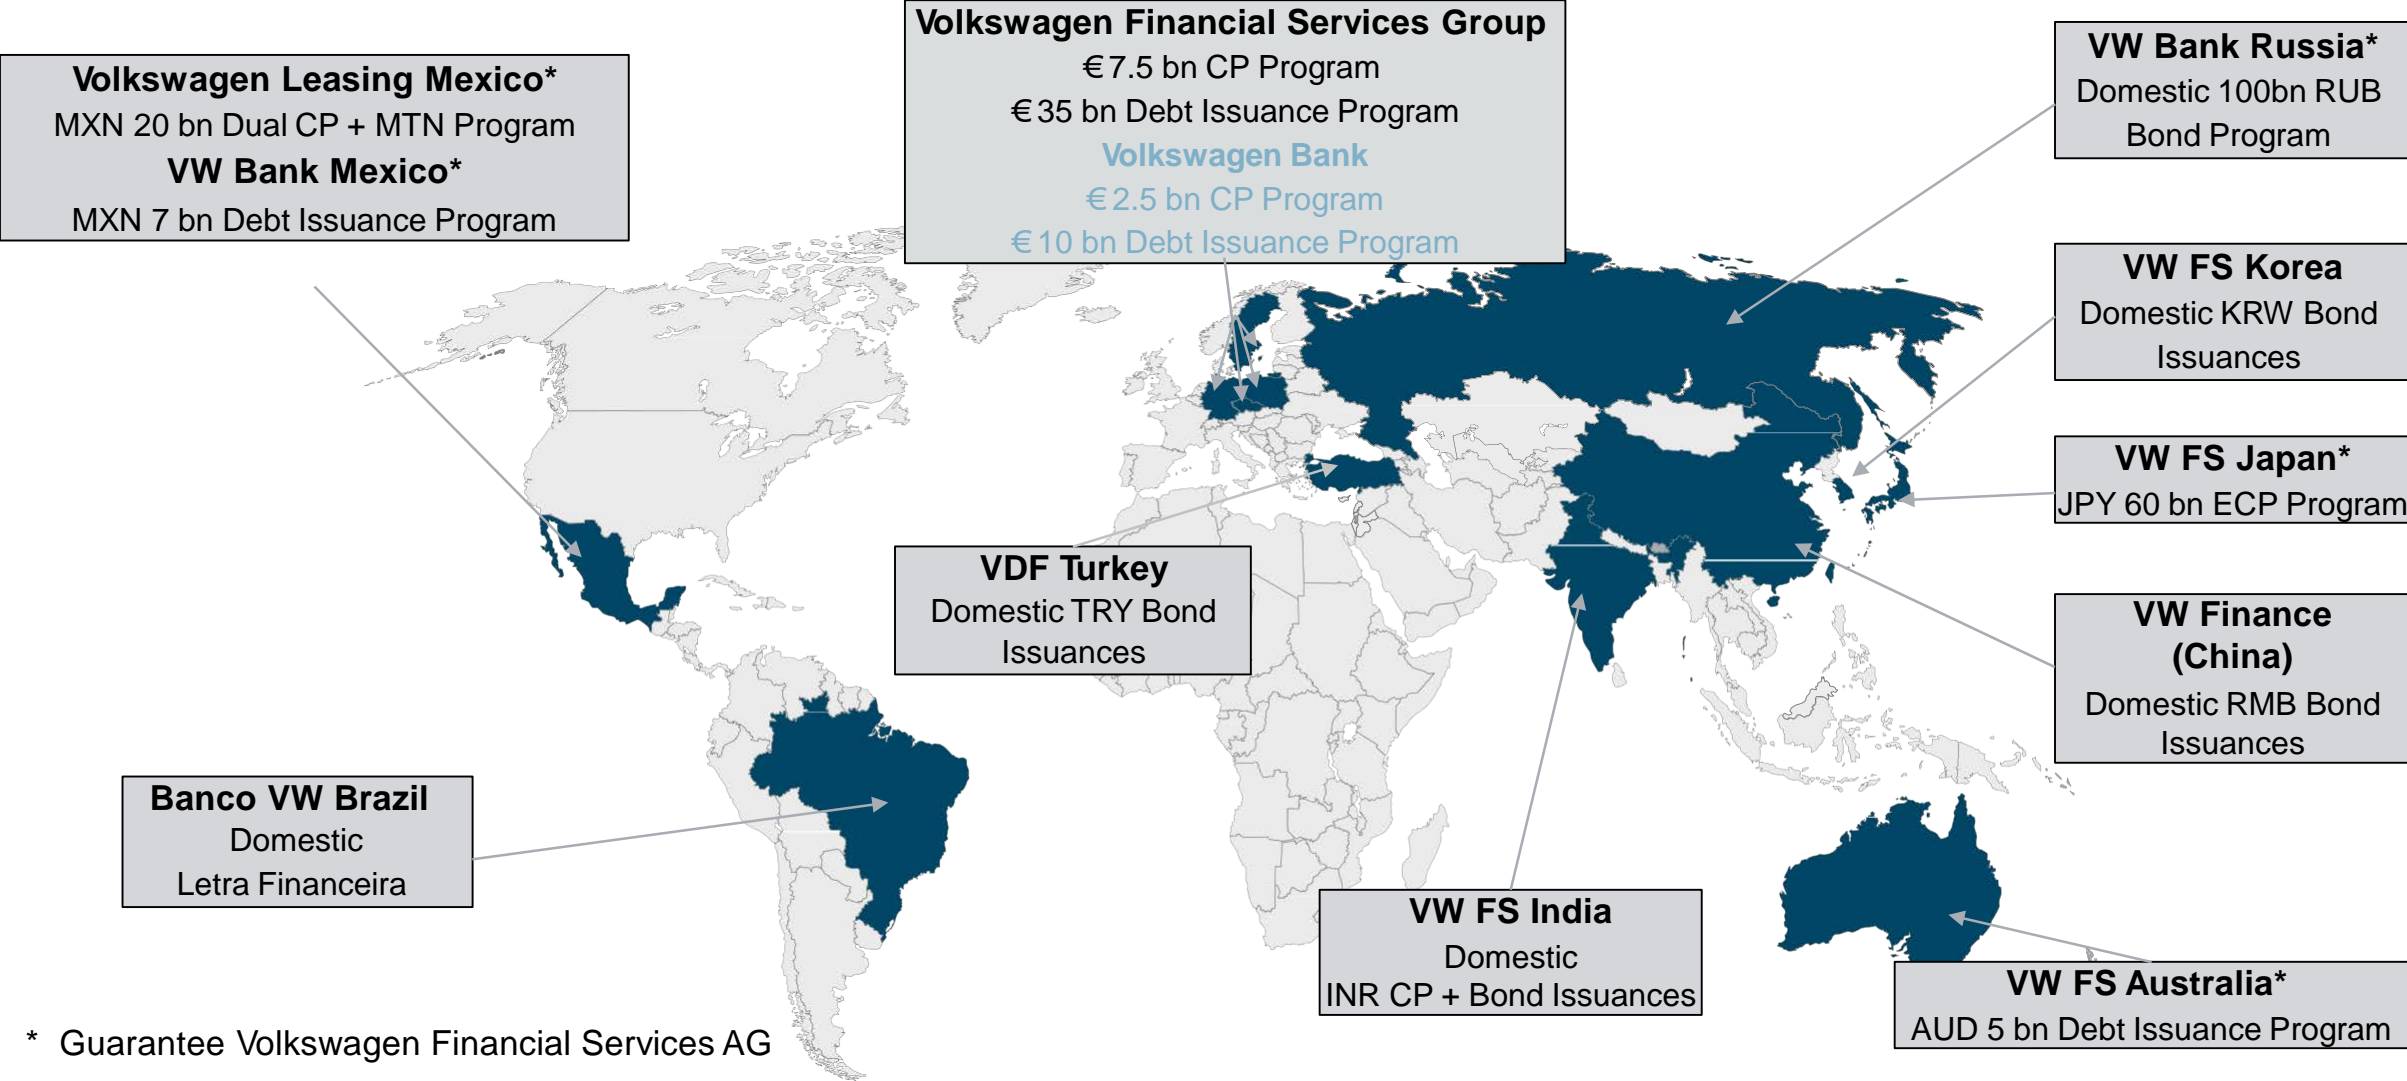 Volkswagen Financial Services Group
€7.5 bn CP Program
€35 bn Debt Issuance Program
Volkswagen Bank
€2.5 bn CP Program
€10 bn Debt Issuance Program
Volkswagen Leasing Mexico*
MXN 20 bn Dual CP + MTN Program
VW Bank Mexico*
MXN 7 bn Debt Issuance Program
VW Bank Russia*
Domestic 100bn RUB
Bond Program
VW FS Korea
Domestic KRW Bond
Issuances
VW FS Japan*
JPY 60 bn ECP Program
VDF Turkey
Domestic TRY Bond
Issuances
VW Finance
(China)
Domestic RMB Bond
Issuances
Banco VW Brazil
Domestic
Letra Financeira
VW FS India
Domestic
INR CP + Bond Issuances
VW FS Australia*
AUD 5 bn Debt Issuance Program
* Guarantee Volkswagen Financial Services AG